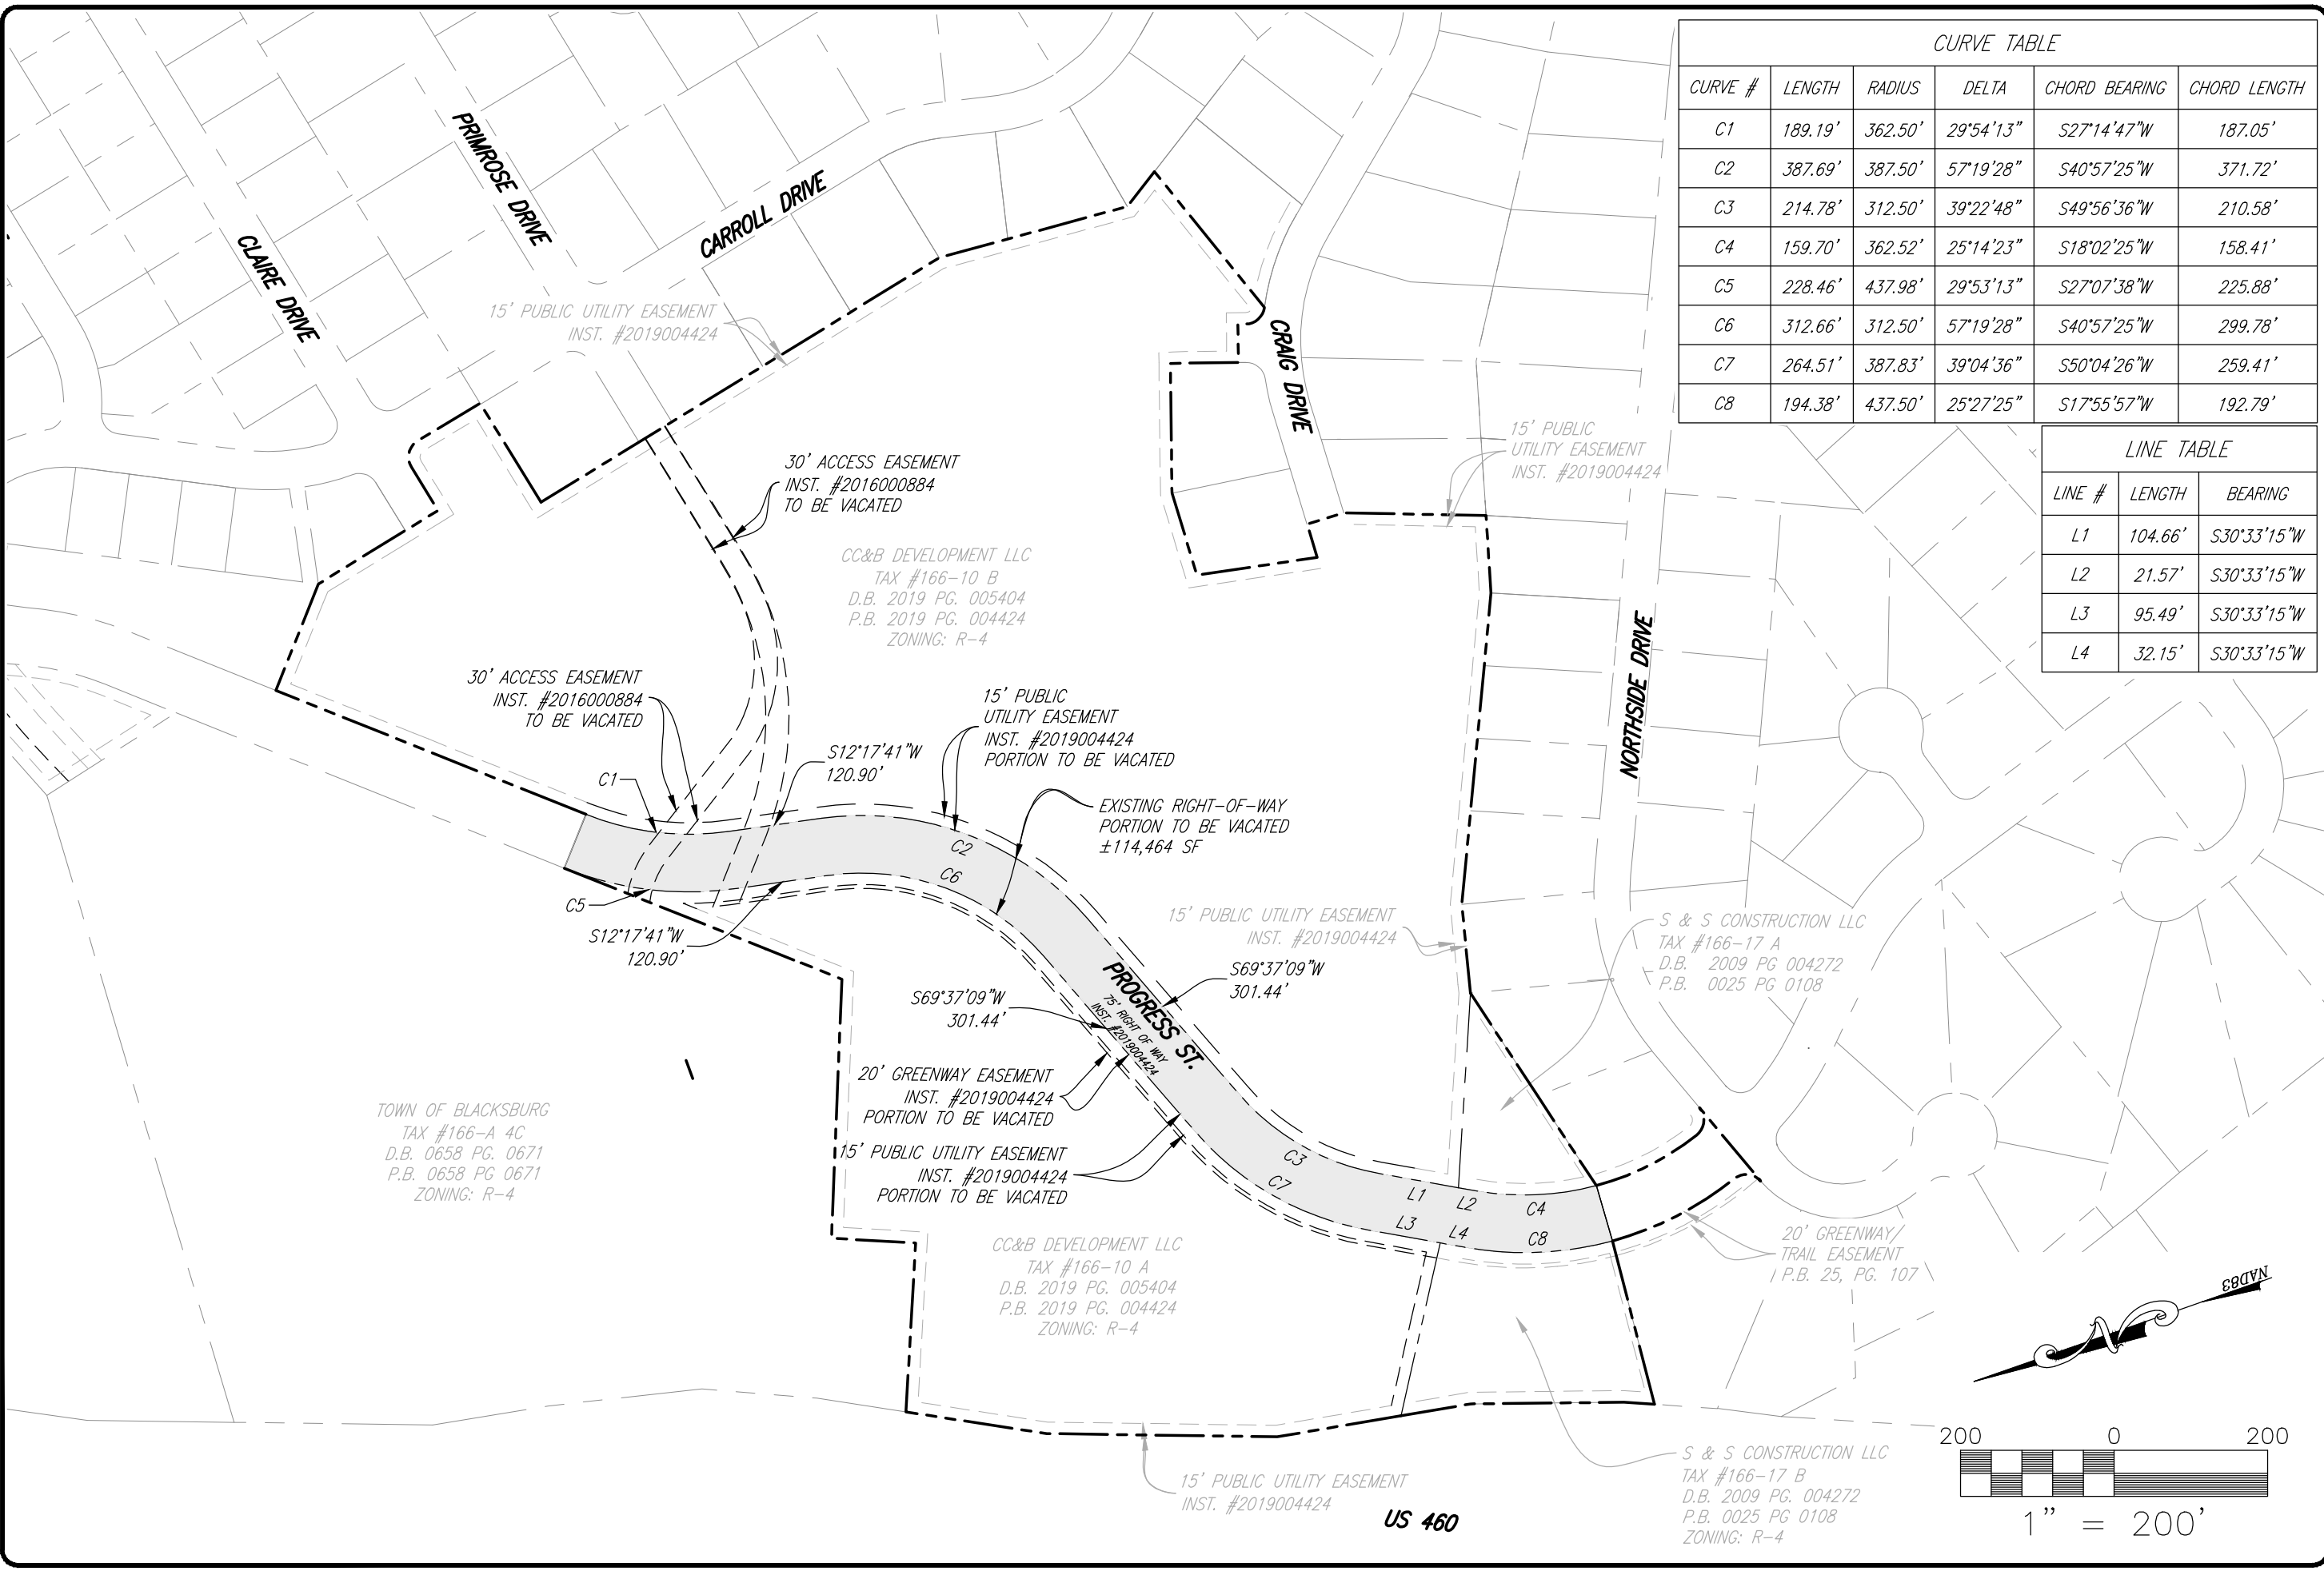 CURVE TABLE
CURVE # LENGTH RADIUS DELTA CHORD BEARING CHORD LENGTH
C1 189.19' 362.50' 29°54'13" S27°14'47"W 187.05'
C2 387.69' 387.50' 57°19'28" S40°57'25"W 371.72'
C3 214.78' 312.50' 39°22'48" S49°56'36"W 210.58'
C4 159.70' 362.52' 25°14'23" S18°02'25"W 158.41'
C5 228.46' 437.98' 29°53'13" S27°07'38"W 225.88'
C6 312.66' 312.50' 57°19'28" S40°57'25"W 299.78'
C7 264.51' 387.83' 39°04'36" S50°04'26"W 259.41'
C8 194.38' 437.50' 25°27'25" S17°55'57"W 192.79'
LINE TABLE
LINE # LENGTH BEARING
L1 104.66' S30°33'15"W
L2 21.57' S30°33'15"W
L3 95.49' S30°33'15"W
L4 32.15' S30°33'15"W
PRIMROSE DRIVE
CLAIRE DRIVE
CARROLL DRIVE
15' PUBLIC UTILITY EASEMENT
INST. #2019004424
CRAIG DRIVE
15' PUBLIC
UTILITY EASEMENT
INST. #2019004424
30' ACCESS EASEMENT
INST. #2016000884
TO BE VACATED
CC&B DEVELOPMENT LLC
TAX #166-10 B
D.B. 2019 PG. 005404
P.B. 2019 PG. 004424
ZONING: R-4
NORTHSIDE DRIVE
30' ACCESS EASEMENT
INST. #2016000884
TO BE VACATED
15' PUBLIC
UTILITY EASEMENT
INST. #2019004424
PORTION TO BE VACATED
S12°17'41"W
120.90'
C1
EXISTING RIGHT-OF-WAY
PORTION TO BE VACATED
±114,464 SF
C2
C6
C5
S12°17'41"W
120.90'
15' PUBLIC UTILITY EASEMENT
INST. #2019004424
S & S CONSTRUCTION LLC
TAX #166-17 A
D.B. 2009 PG 004272
P.B. 0025 PG 0108
S69°37'09"W
301.44'
S69°37'09"W
301.44'
PROGRESS ST.
75' RIGHT OF WAY
INST. #2019004424
20' GREENWAY EASEMENT
INST. #2019004424
PORTION TO BE VACATED
15' PUBLIC UTILITY EASEMENT
INST. #2019004424
PORTION TO BE VACATED
TOWN OF BLACKSBURG
TAX #166-A 4C
D.B. 0658 PG. 0671
P.B. 0658 PG 0671
ZONING: R-4
C3
C7
L1
L2
C4
L3
L4
C8
CC&B DEVELOPMENT LLC
TAX #166-10 A
D.B. 2019 PG. 005404
P.B. 2019 PG. 004424
ZONING: R-4
20' GREENWAY/
TRAIL EASEMENT
P.B. 25, PG. 107
NAD83
N
15' PUBLIC UTILITY EASEMENT
INST. #2019004424
US 460
S & S CONSTRUCTION LLC
TAX #166-17 B
D.B. 2009 PG. 004272
P.B. 0025 PG 0108
ZONING: R-4
200 0 200
1" = 200'